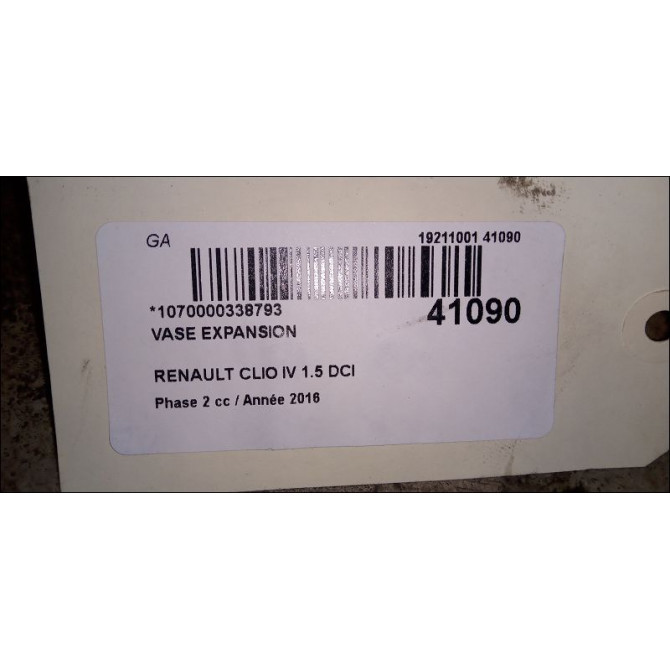 GA 19211001 41090
*1070000338793 41090
VASE EXPANSION
RENAULT CLIO IV 1.5 DCI
Phase 2 cc / Année 2016